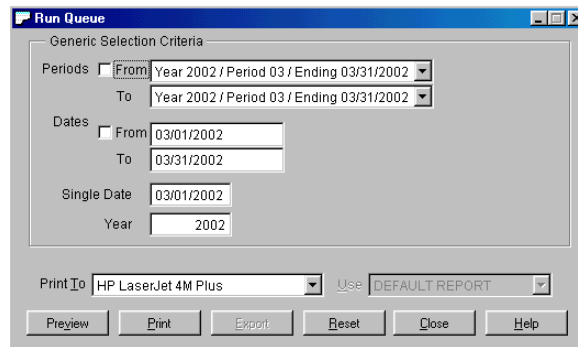 Run Queue
Generic Selection Criteria
Periods From Year 2002 / Period 03 / Ending 03/31/2002
To Year 2002 / Period 03 / Ending 03/31/2002
Dates
From 03/01/2002
To 03/31/2002
Single Date 03/01/2002
Year 2002
Print To HP LaserJet 4M Plus Use DEFAULT REPORT
Preview Print Export Reset Close Help